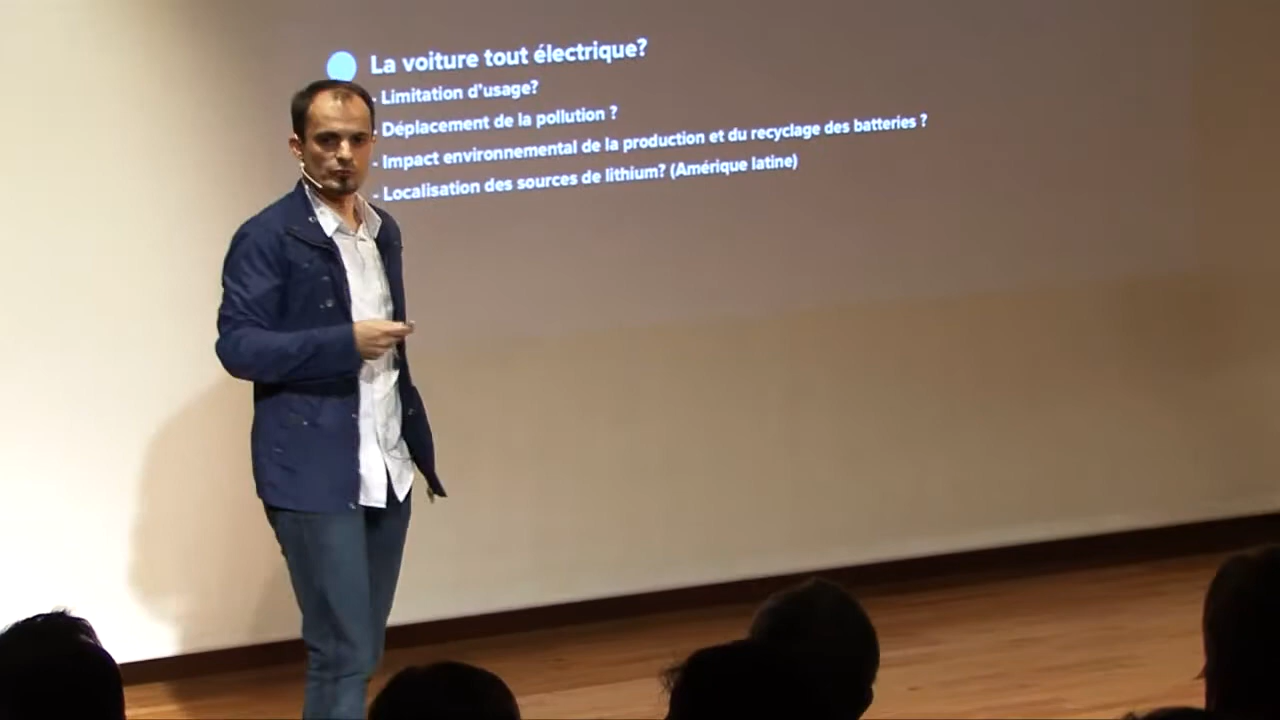 La voiture tout électrique?
- Limitation d'usage?
- Déplacement de la pollution ?
- Impact environnemental de la production et du recyclage des batteries ?
- Localisation des sources de lithium? (Amérique latine)